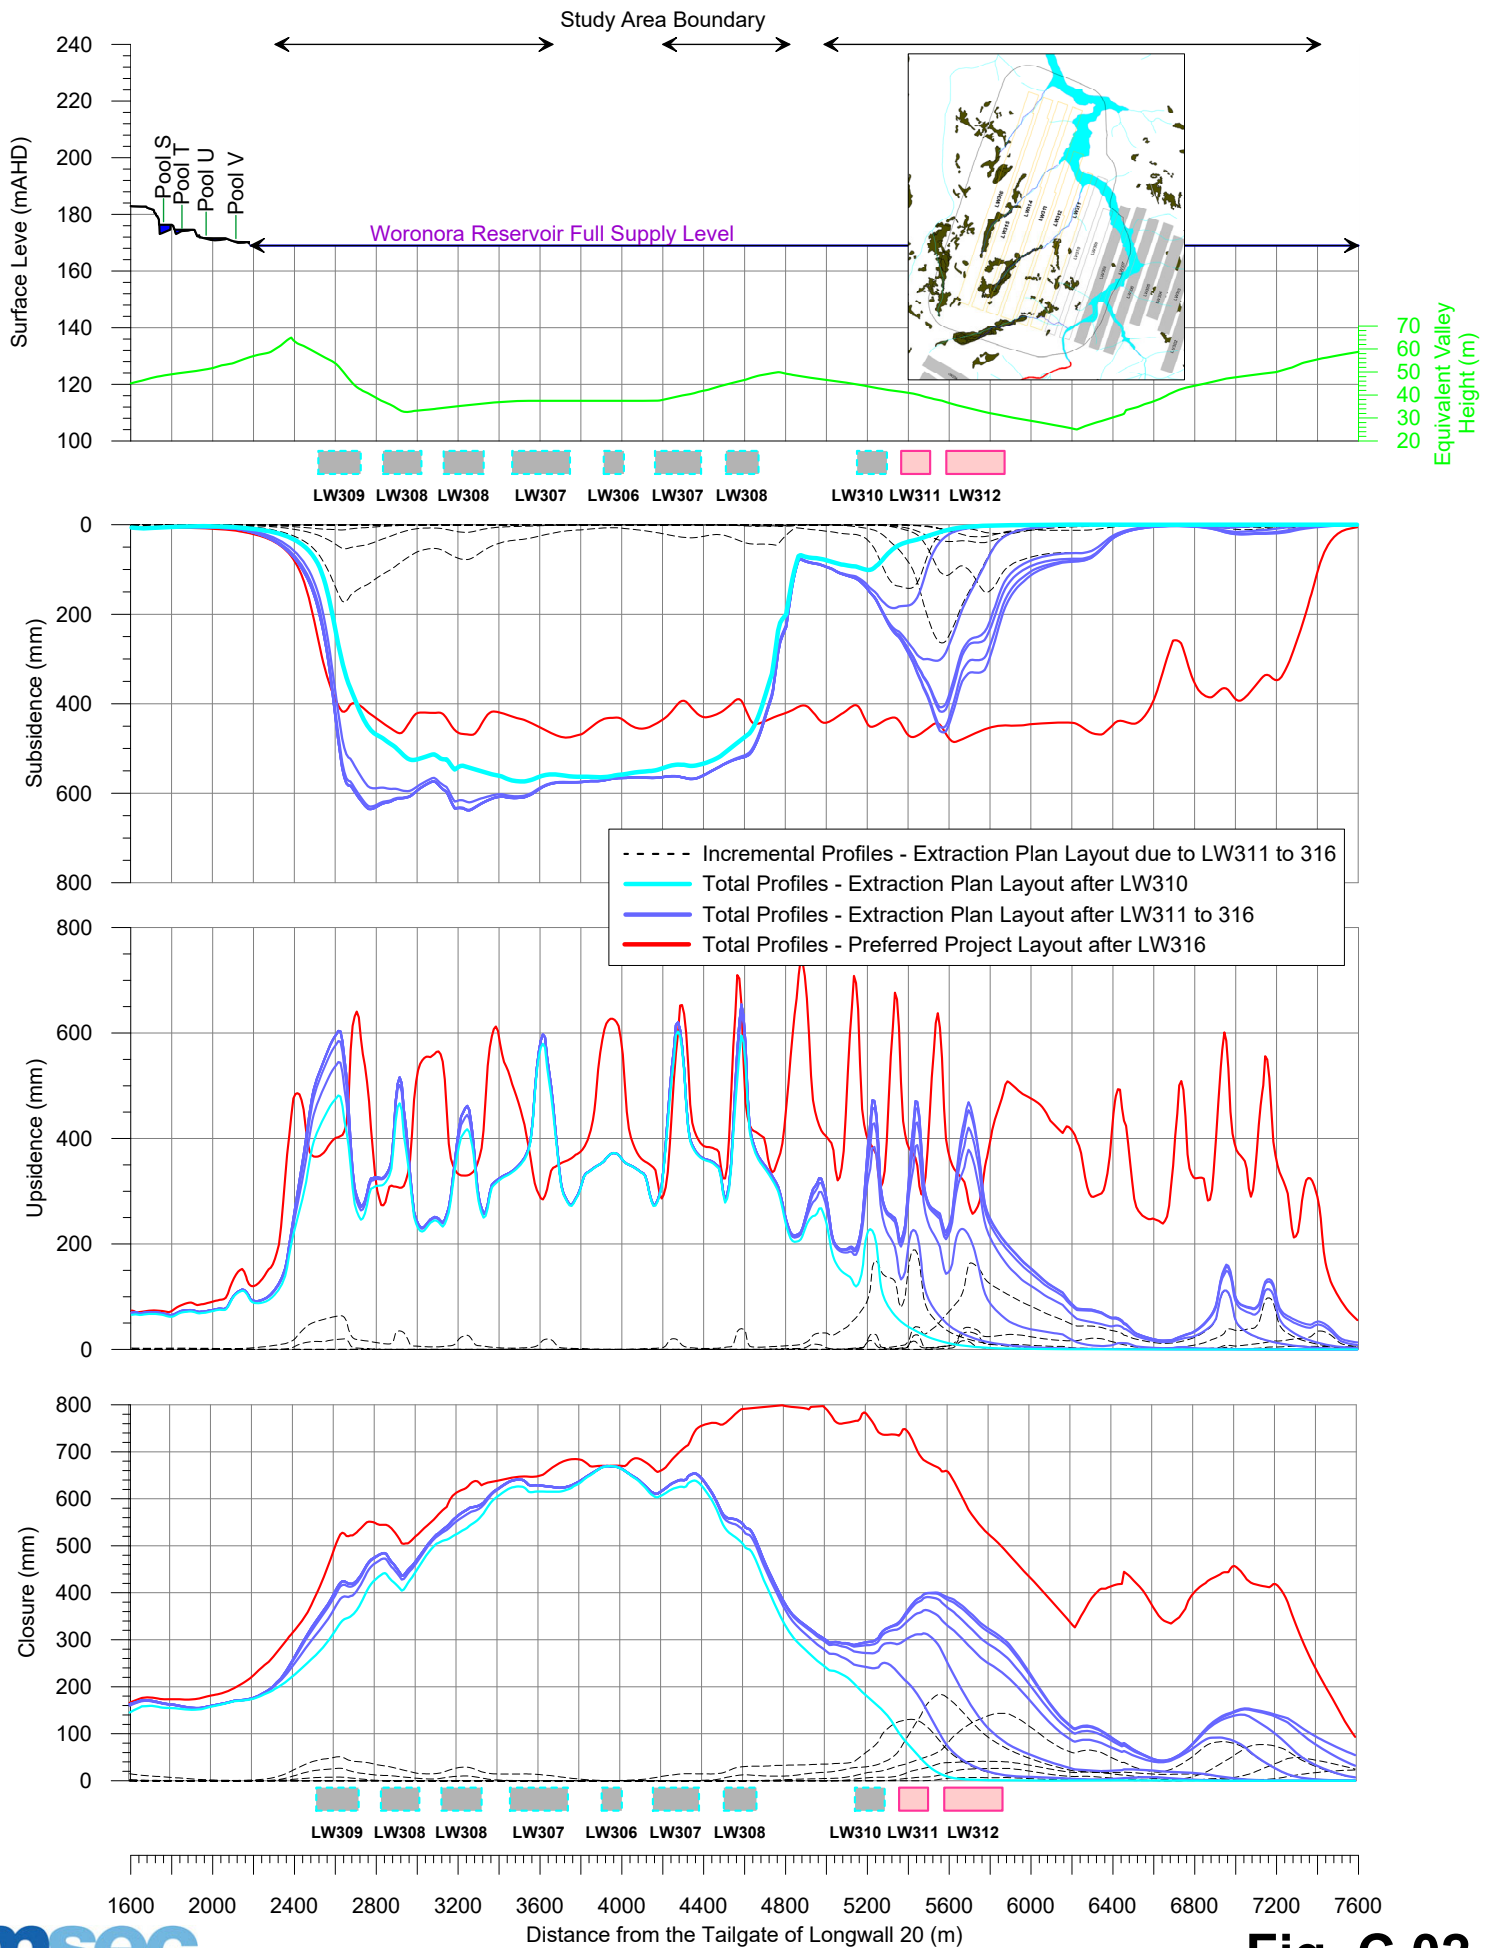 Study Area Boundary
240
220
200
180
160
140
120
100
Surface Leve (mAHD)
Pool S
Pool T
Pool U
Pool V
Woronora Reservoir Full Supply Level
70
60
50
40
30
20
Equivalent Valley
Height (m)
LW309 LW308 LW308 LW307 LW306 LW307 LW308 LW310 LW311 LW312
0
200
400
600
800
Subsidence (mm)
Incremental Profiles - Extraction Plan Layout due to LW311 to 316
Total Profiles - Extraction Plan Layout after LW310
Total Profiles - Extraction Plan Layout after LW311 to 316
Total Profiles - Preferred Project Layout after LW316
800
600
400
200
0
Upsidence (mm)
800
700
600
500
400
300
200
100
0
Closure (mm)
LW309 LW308 LW308 LW307 LW306 LW307 LW308 LW310 LW311 LW312
1600 2000 2400 2800 3200 3600 4000 4400 4800 5200 5600 6000 6400 6800 7200 7600
Distance from the Tailgate of Longwall 20 (m)